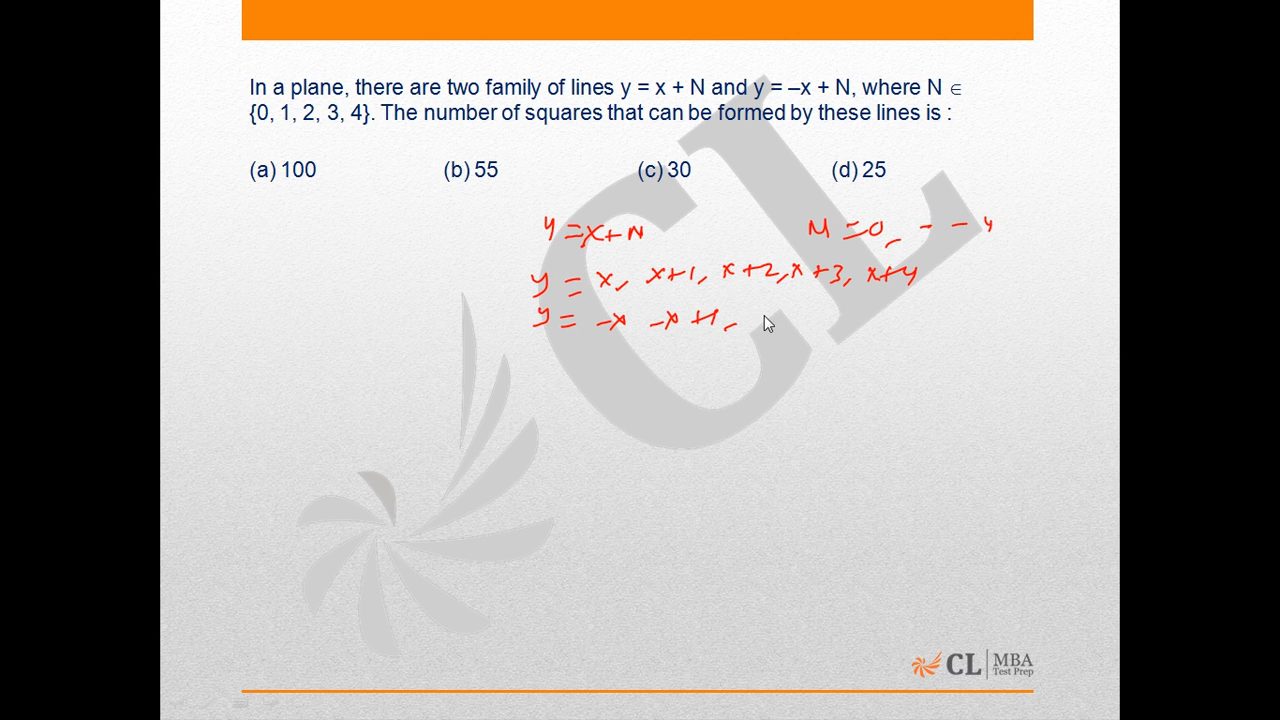 In a plane, there are two family of lines y = x + N and y = –x + N, where N ∈
{0, 1, 2, 3, 4}. The number of squares that can be formed by these lines is :
(a) 100 (b) 55 (c) 30 (d) 25
y = x + N N = 0, - - 4
y = x, x+1, x+2, x+3, x+4
y = -x -x +1,
CL
CL MBA
Test Prep